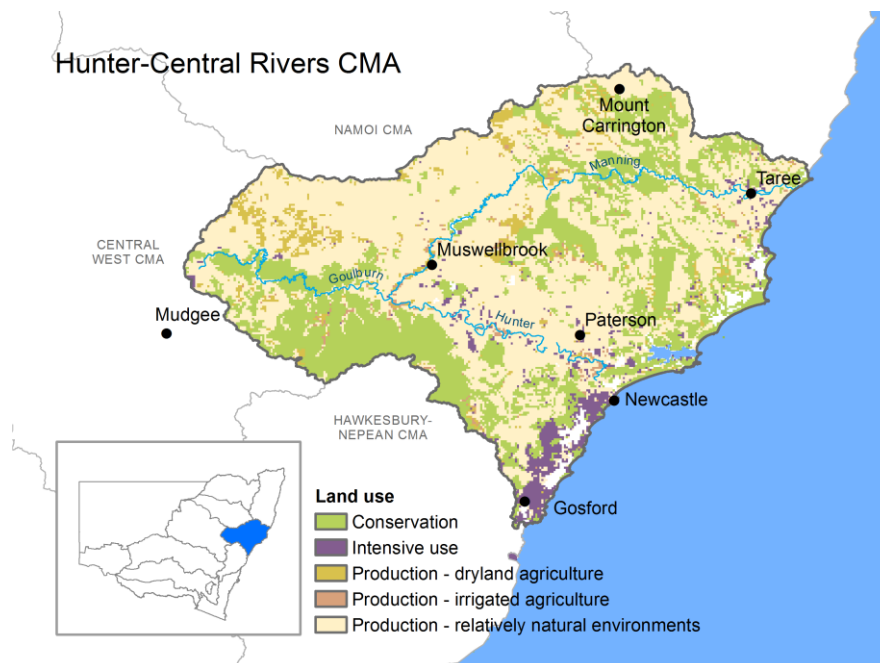 Hunter-Central Rivers CMA
NAMOI CMA
Mount
Carrington
Manning
Taree
CENTRAL
WEST CMA
Muswellbrook
Goulburn
Mudgee
Hunter
Paterson
Newcastle
HAWKESBURY-
NEPEAN CMA
Gosford
Land use
Conservation
Intensive use
Production - dryland agriculture
Production - irrigated agriculture
Production - relatively natural environments